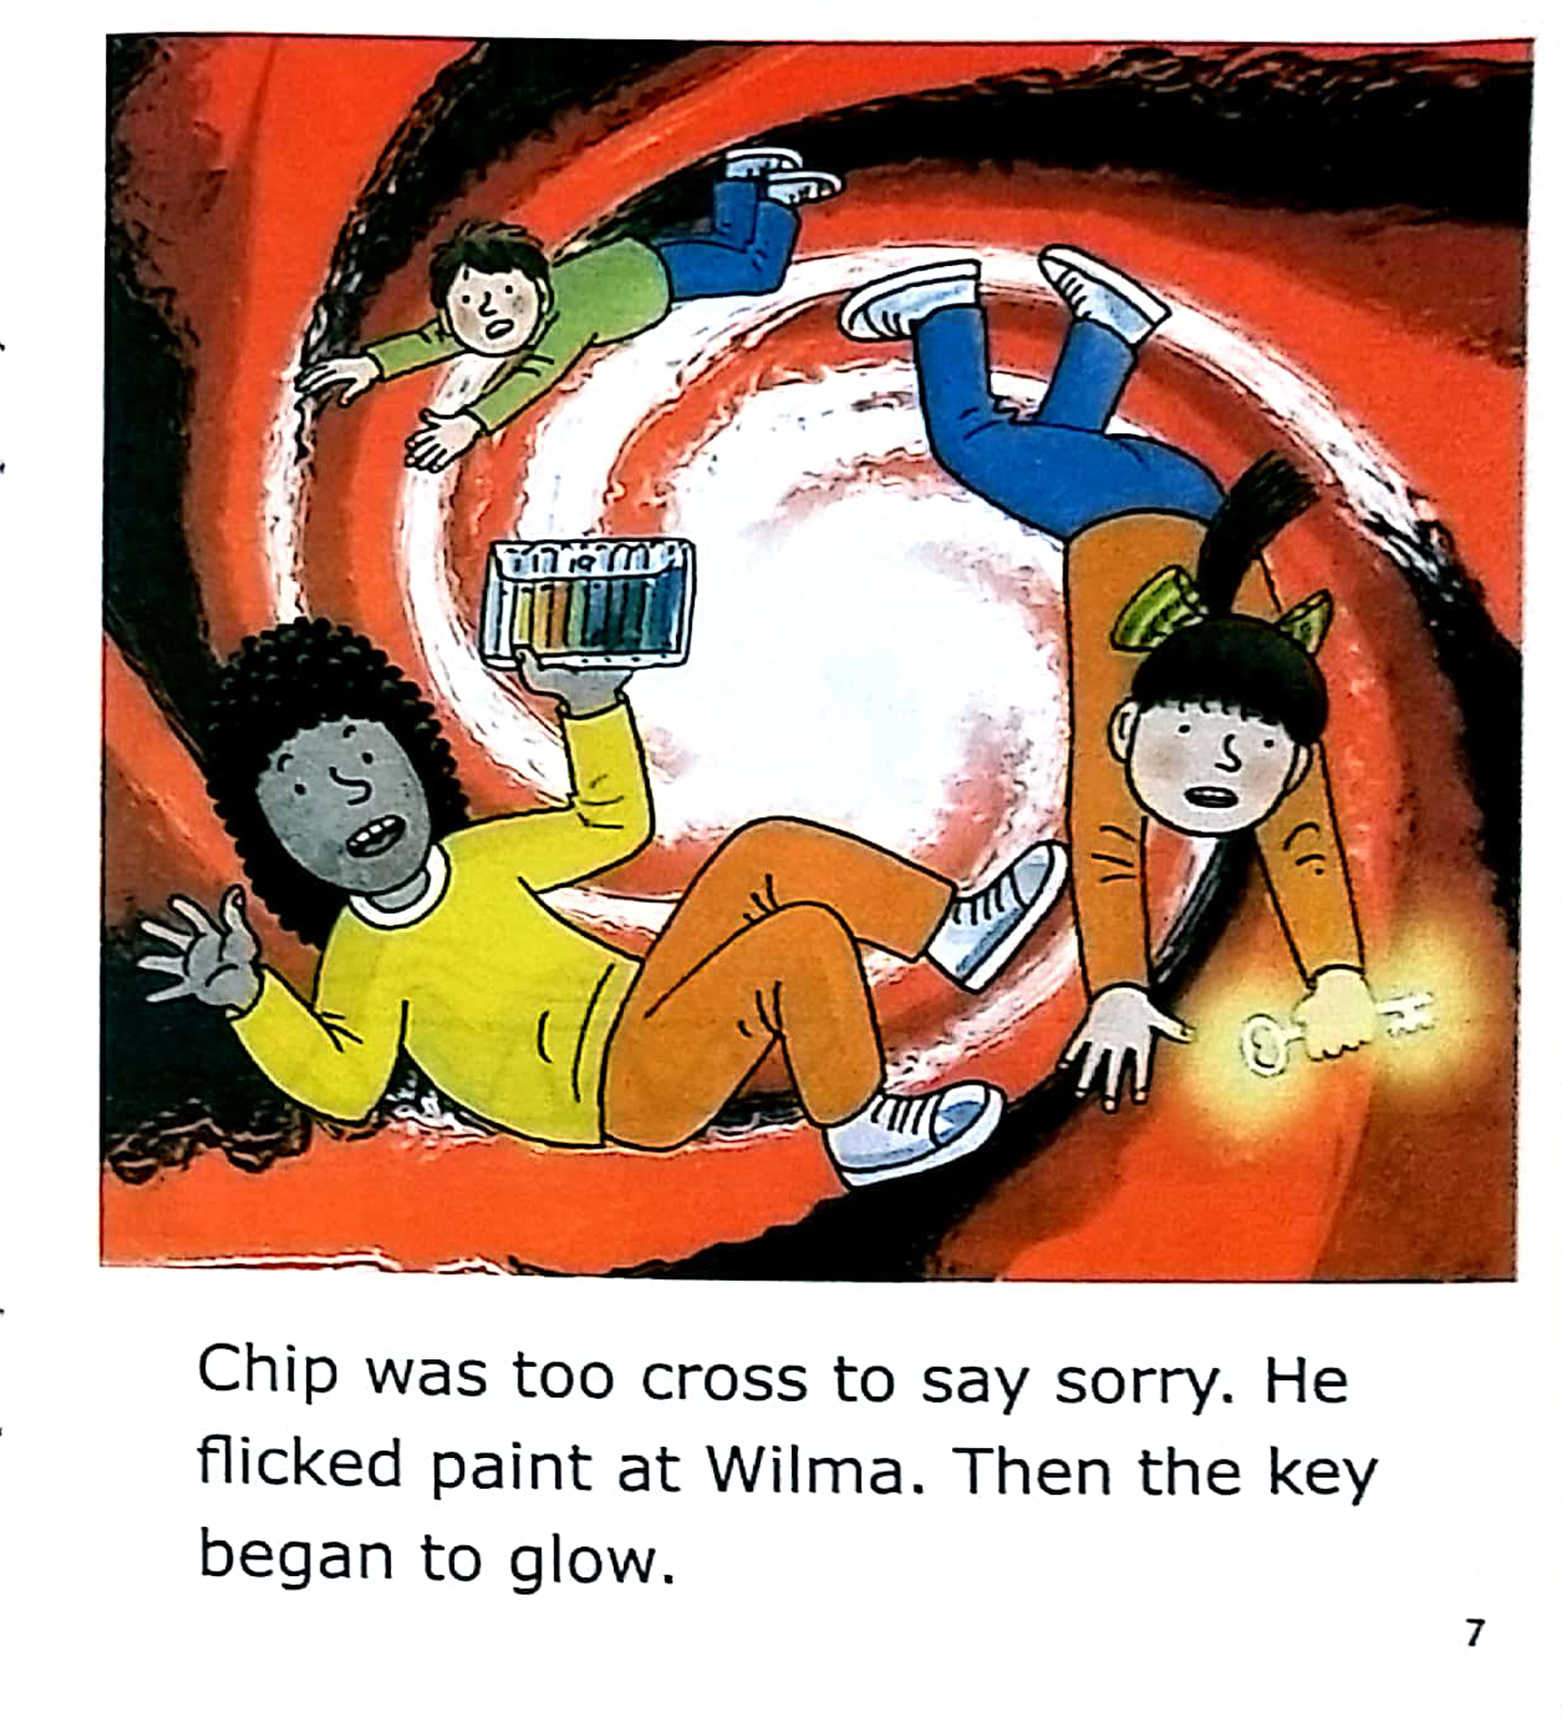 Chip was too cross to say sorry. He
flicked paint at Wilma. Then the key
began to glow.
7